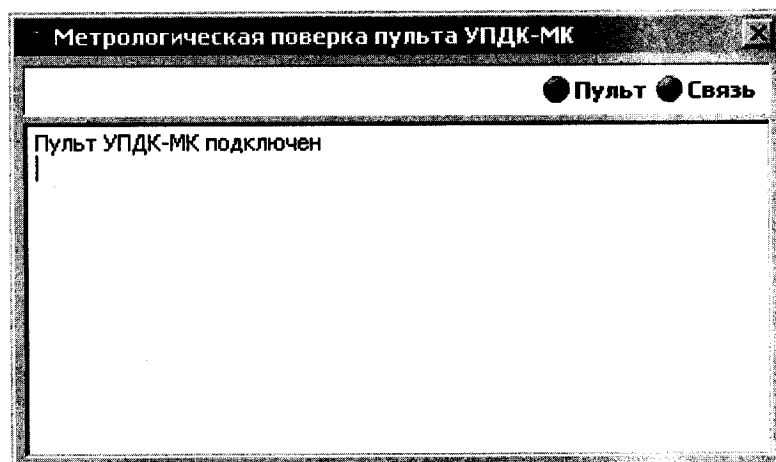 Метрологическая поверка пульта УПДК-МК
Пульт Связь
Пульт УПДК-МК подключен